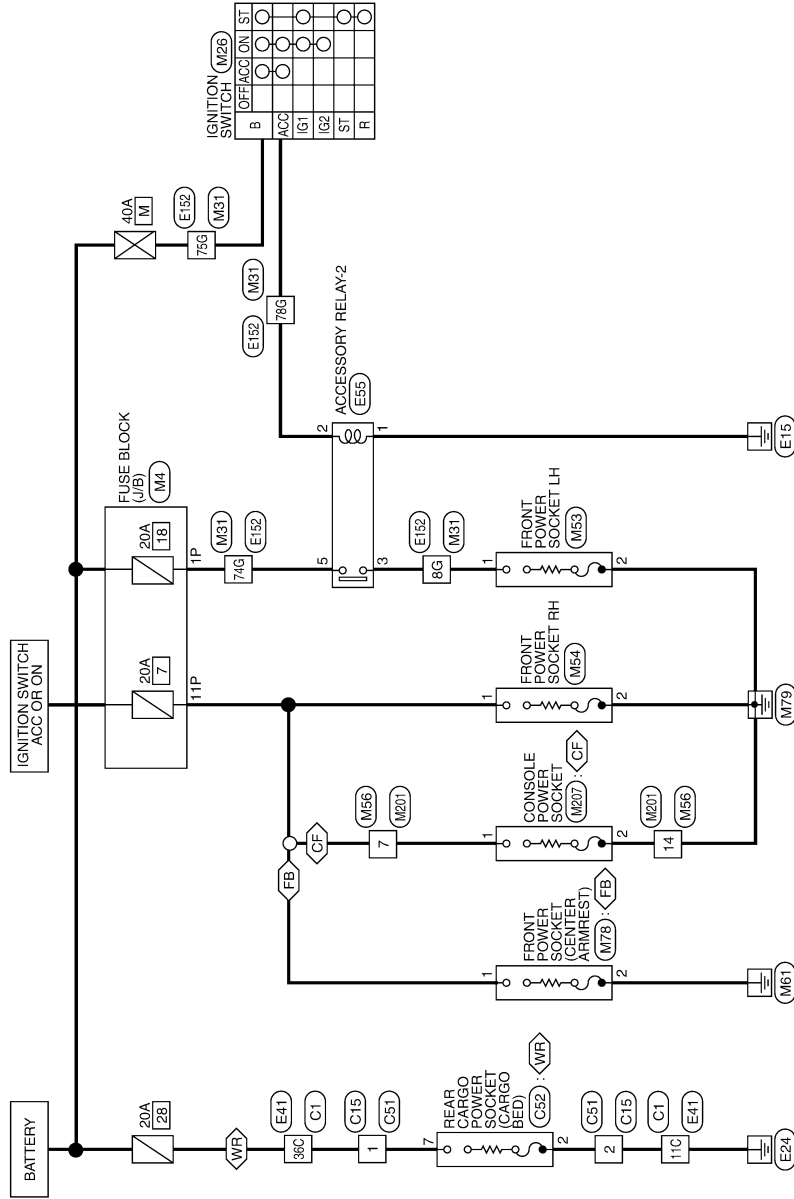 BATTERY
20A
28
WR
E41
36C
C1
C15
1
C51
7
REAR
CARGO
POWER
SOCKET
(CARGO
BED)
C52 : WR
2
C51
2
C15
C1
11C
E41
E24
IGNITION SWITCH
ACC OR ON
FUSE BLOCK
(J/B)
M4
20A
7
11P
20A
18
1P
FB
CF
1
FRONT
POWER
SOCKET
(CENTER
ARMREST)
M78 : FB
2
M61
M56
7
M201
1
CONSOLE
POWER
SOCKET
M207 : CF
2
M201
14
M56
1
FRONT
POWER
SOCKET RH
M54
2
M79
M31
74G
E152
5
3
ACCESSORY RELAY-2
E55
2
1
E152
8G
M31
1
FRONT
POWER
SOCKET LH
M53
2
E15
40A
M
E152
75G
M31
M31
78G
E152
IGNITION
SWITCH
M26
OFF ACC ON ST
B
ACC
IG1
IG2
ST
R